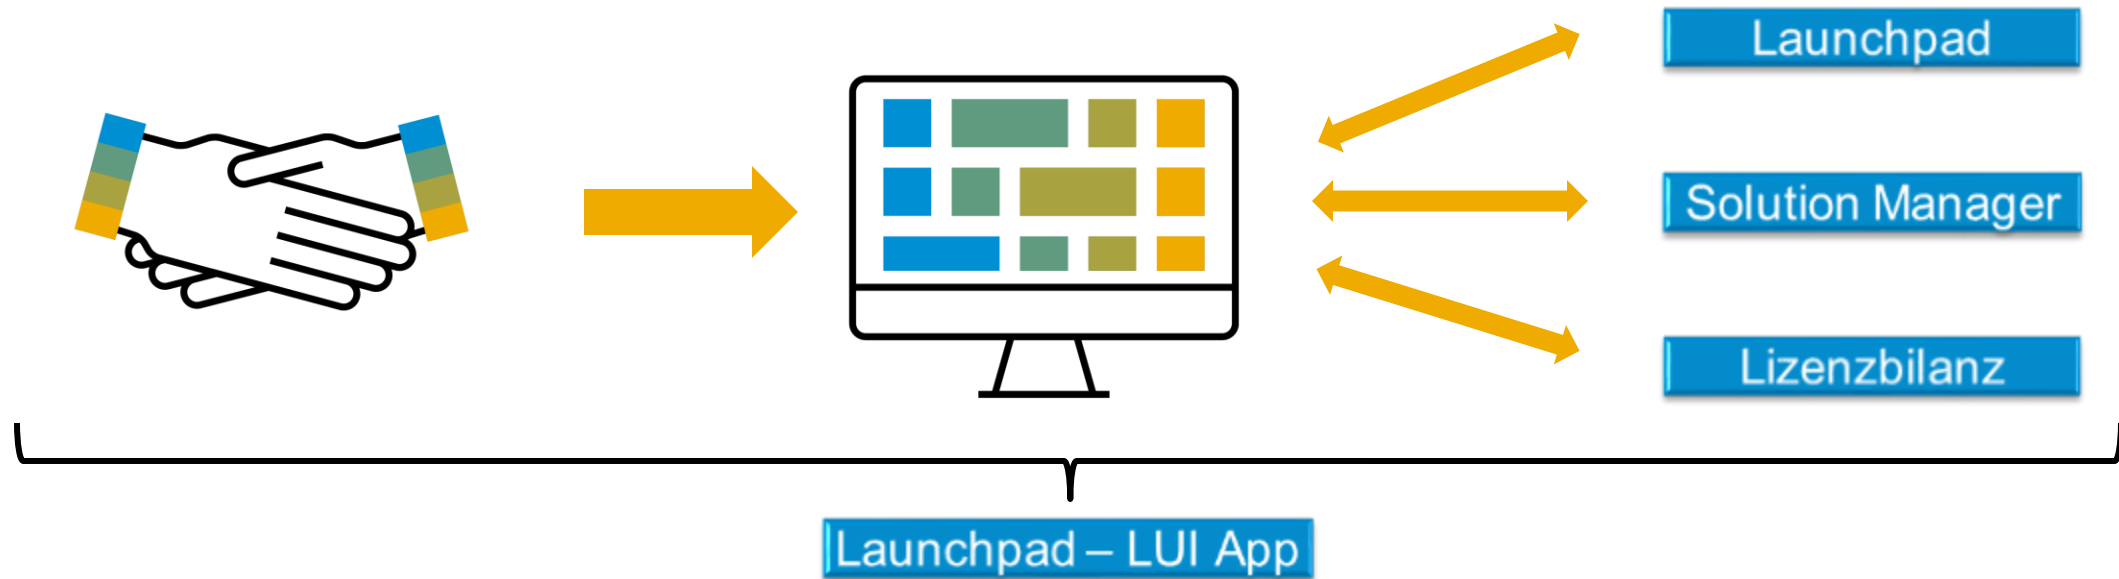 Launchpad
Solution Manager
Lizenzbilanz
Launchpad – LUI App